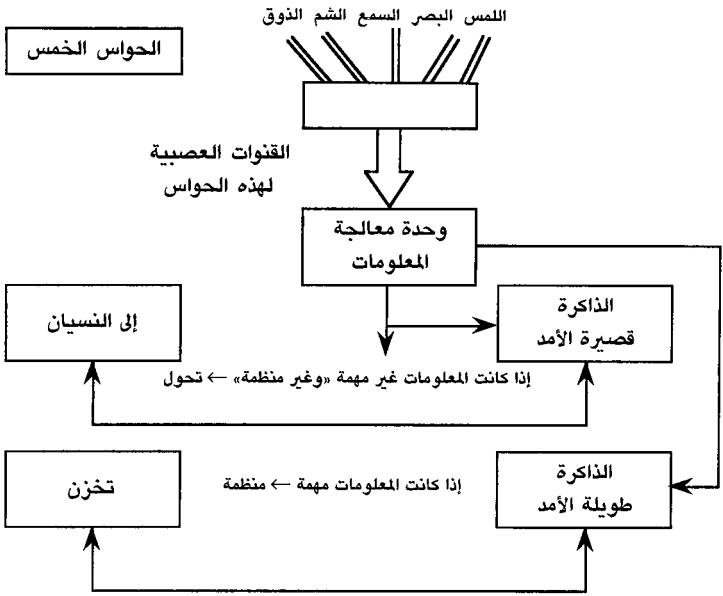 اللمس البصر السمع الشم الذوق
الحواس الخمس
القنوات العصبية
لهذه الحواس
وحدة معالجة
المعلومات
الذاكرة
قصيرة الأمد
إلى النسيان
إذا كانت المعلومات غير مهمة «وغير منظمة» ← تحول
الذاكرة
طويلة الأمد
إذا كانت المعلومات مهمة ← منظمة
تخزن